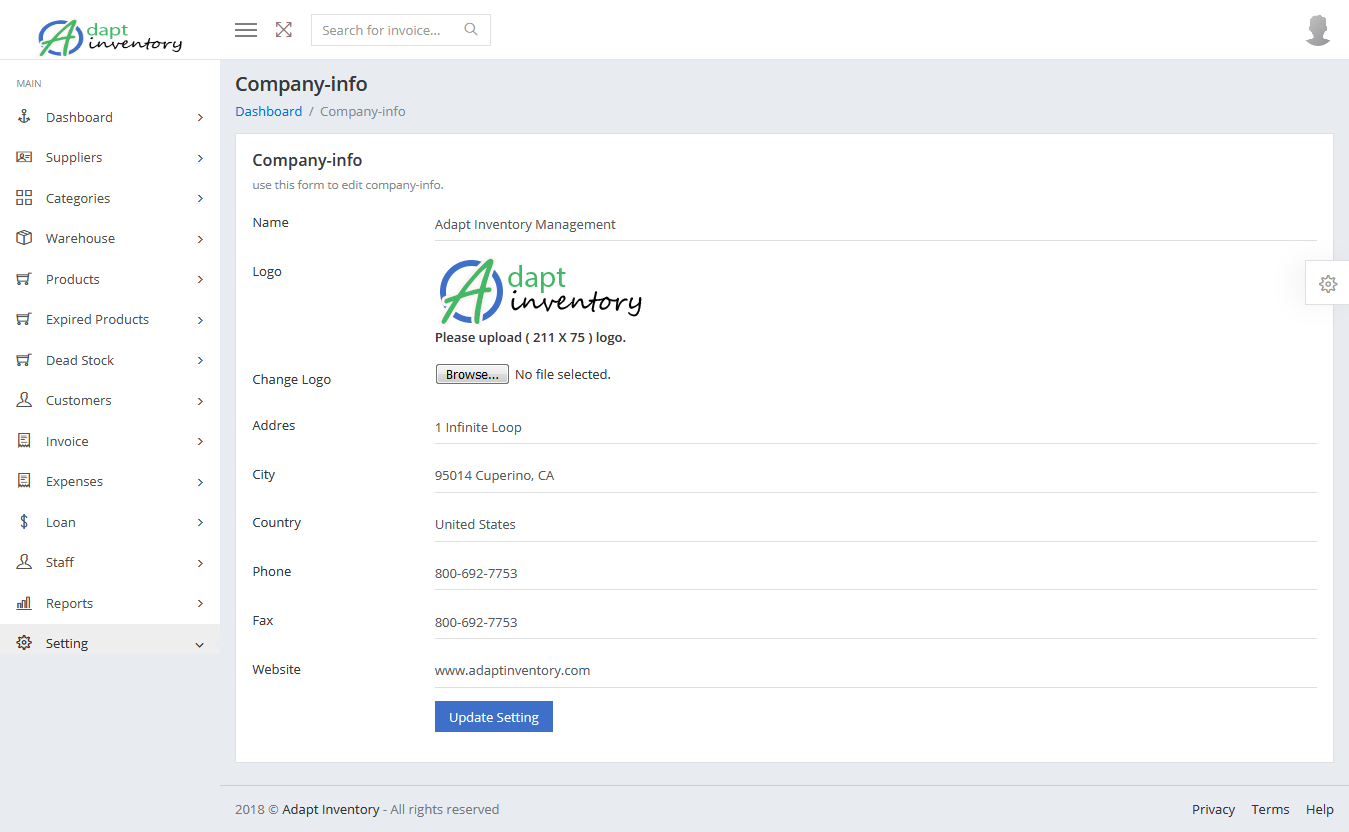 Adapt inventory
Search for invoice...
MAIN
Dashboard
Suppliers
Categories
Warehouse
Products
Expired Products
Dead Stock
Customers
Invoice
Expenses
Loan
Staff
Reports
Setting
Company-info
Dashboard / Company-info
Company-info
use this form to edit company-info.
Name Adapt Inventory Management
Logo Adapt inventory
Please upload ( 211 X 75 ) logo.
Change Logo Browse... No file selected.
Addres 1 Infinite Loop
City 95014 Cuperino, CA
Country United States
Phone 800-692-7753
Fax 800-692-7753
Website www.adaptinventory.com
Update Setting
2018 © Adapt Inventory - All rights reserved Privacy Terms Help